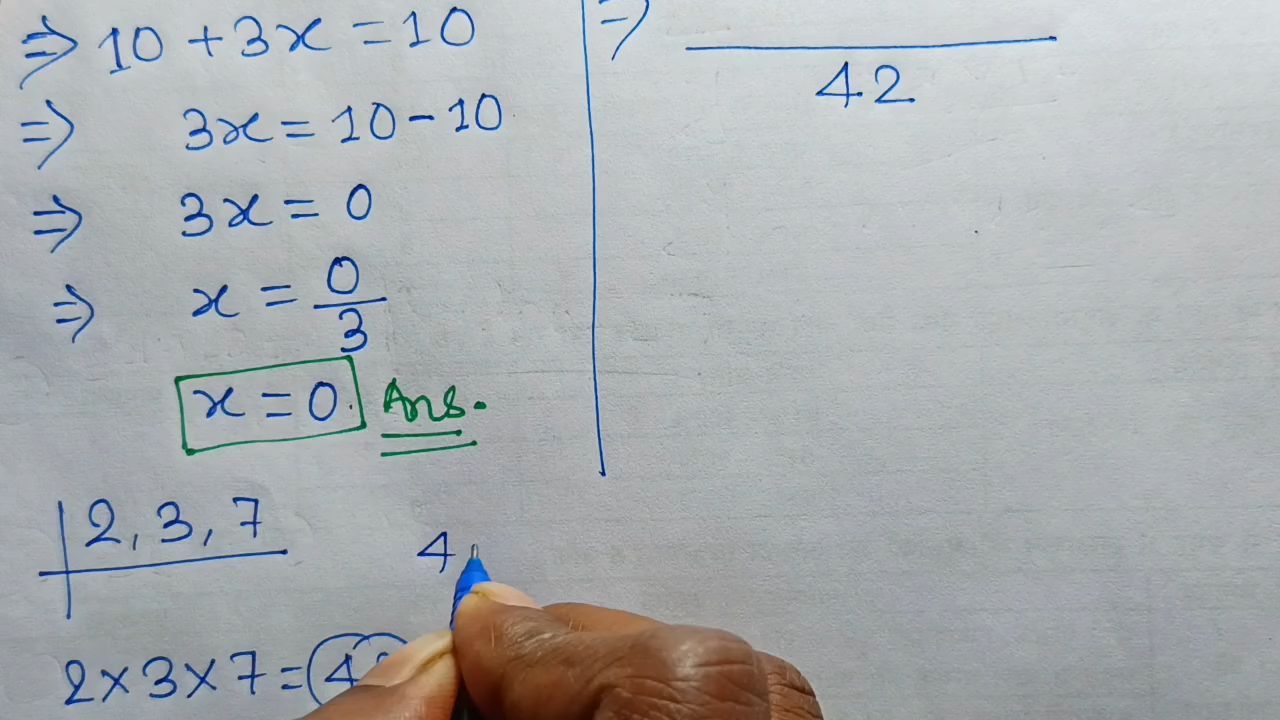 ⇒ 10 + 3x = 10
⇒ 3x = 10 - 10
⇒ 3x = 0
⇒ x = 0/3
x = 0. Ans.
2, 3, 7
2 × 3 × 7 = 4
4
⇒ ―
42